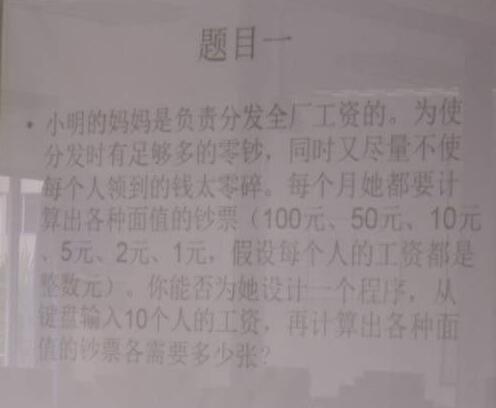 题目一
• 小明的妈妈是负责分发全厂工资的。为使
分发时有足够多的零钞，同时又尽量不使
每个人领到的钱太零碎。每个月她都要计
算出各种面值的钞票（100元、50元、10元
、5元、2元、1元，假设每个人的工资都是
整数元）。你能否为她设计一个程序，从
键盘输入10个人的工资，再计算出各种面
值的钞票各需要多少张？